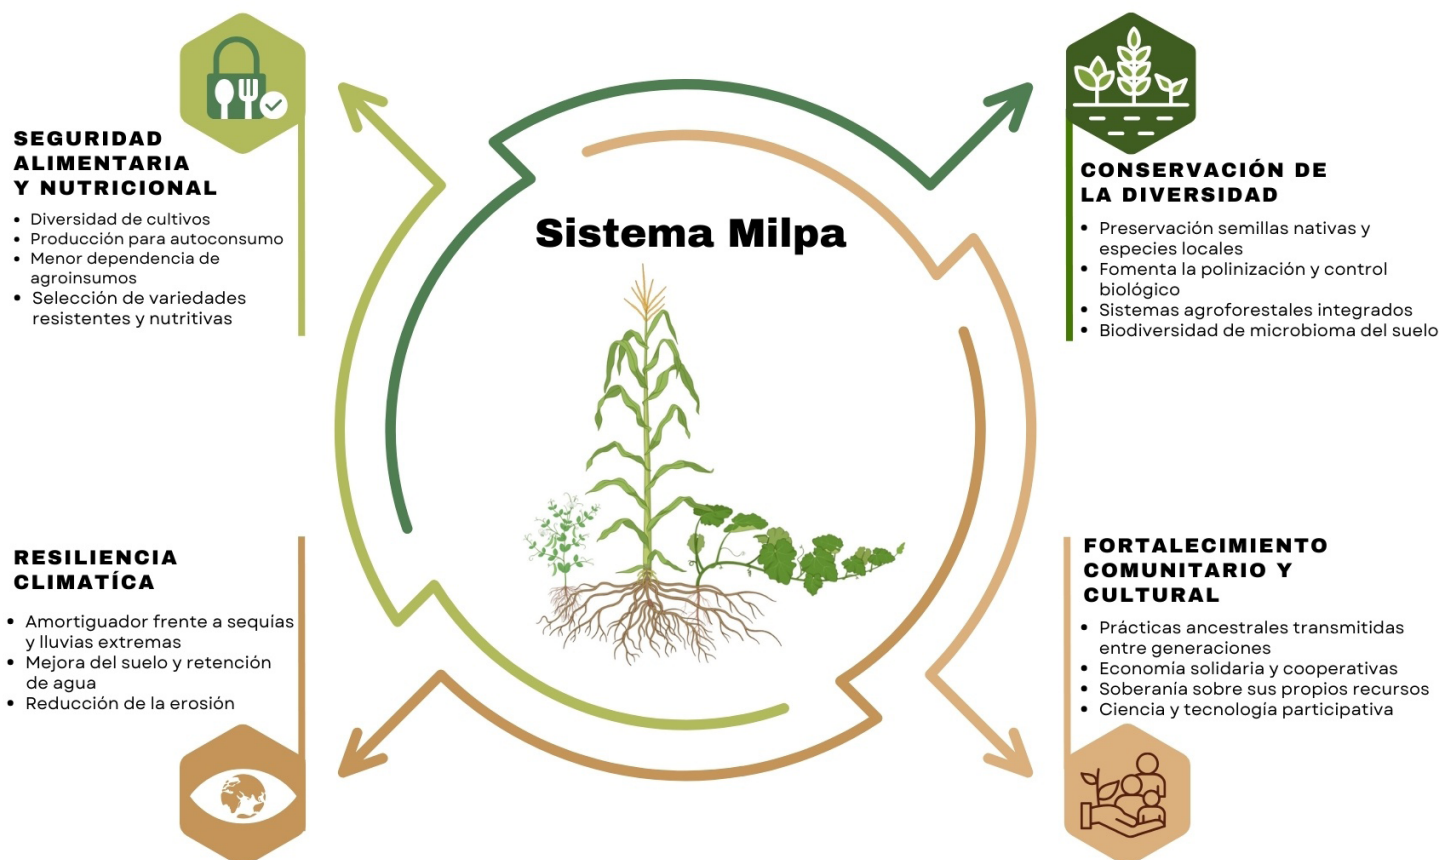 Sistema Milpa
SEGURIDAD
ALIMENTARIA
Y NUTRICIONAL
• Diversidad de cultivos
• Producción para autoconsumo
• Menor dependencia de
agroinsumos
• Selección de variedades
resistentes y nutritivas
CONSERVACIÓN DE
LA DIVERSIDAD
• Preservación semillas nativas y
especies locales
• Fomenta la polinización y control
biológico
• Sistemas agroforestales integrados
• Biodiversidad de microbioma del suelo
RESILIENCIA
CLIMATÍCA
• Amortiguador frente a sequías
y lluvias extremas
• Mejora del suelo y retención
de agua
• Reducción de la erosión
FORTALECIMIENTO
COMUNITARIO Y
CULTURAL
• Prácticas ancestrales transmitidas
entre generaciones
• Economía solidaria y cooperativas
• Soberanía sobre sus propios recursos
• Ciencia y tecnología participativa